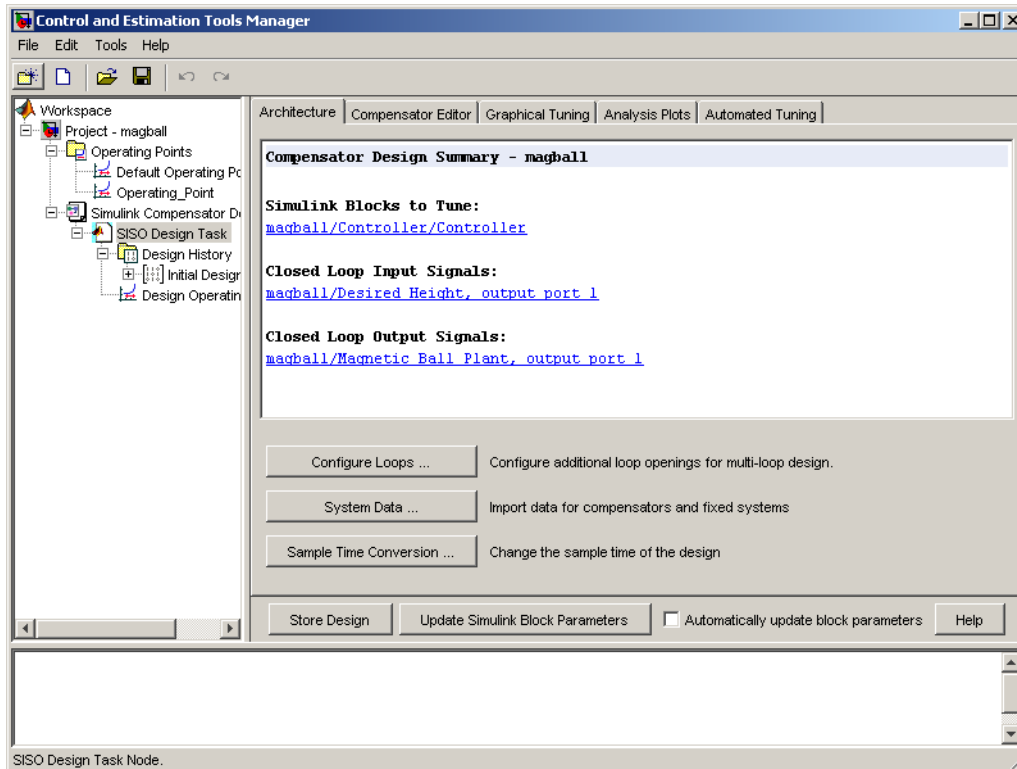 Control and Estimation Tools Manager
File Edit Tools Help
Workspace
Project - magball
Operating Points
Default Operating Po
Operating_Point
Simulink Compensator D
SISO Design Task
Design History
Initial Design
Design Operatin
Architecture Compensator Editor Graphical Tuning Analysis Plots Automated Tuning
Compensator Design Summary - magball
Simulink Blocks to Tune:
magball/Controller/Controller
Closed Loop Input Signals:
magball/Desired Height, output port 1
Closed Loop Output Signals:
magball/Magnetic Ball Plant, output port 1
Configure Loops ... Configure additional loop openings for multi-loop design.
System Data ... Import data for compensators and fixed systems
Sample Time Conversion ... Change the sample time of the design
Store Design Update Simulink Block Parameters Automatically update block parameters Help
SISO Design Task Node.